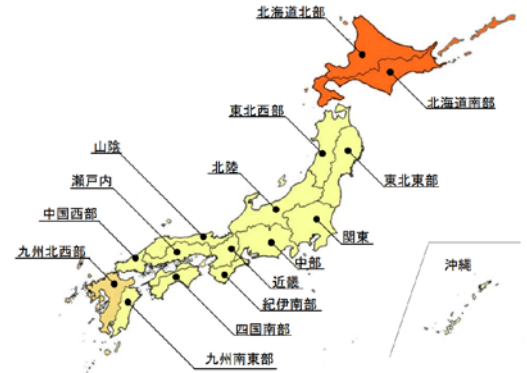 北海道北部
北海道南部
東北西部
山陰
北陸
東北東部
瀬戸内
中国西部
関東
九州北西部
中部
沖縄
近畿
紀伊南部
四国南部
九州南東部